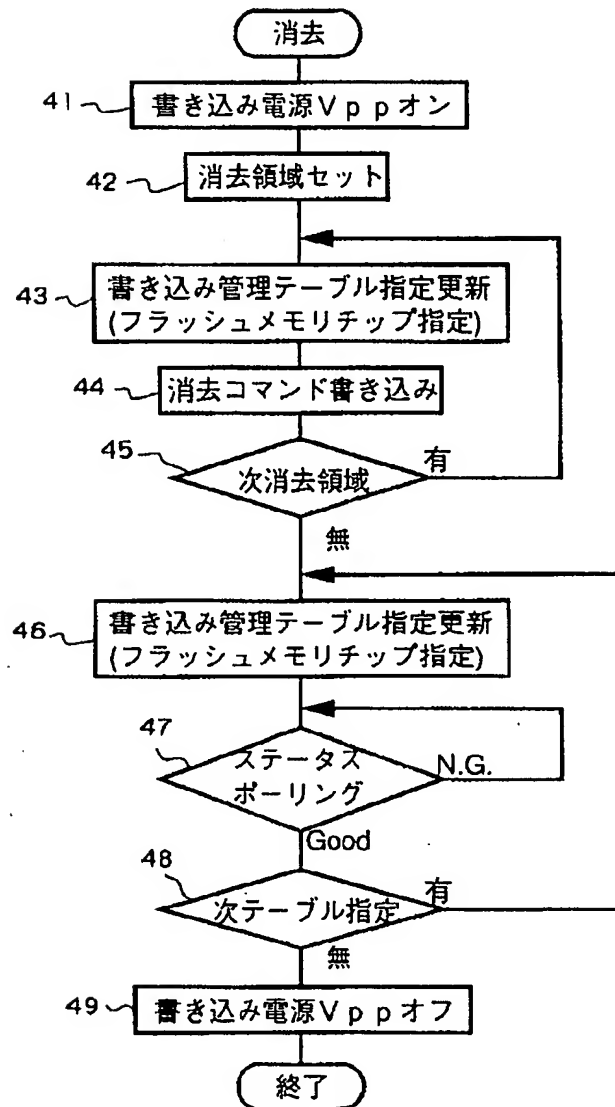 消去
41
書き込み電源Vppオン
42
消去領域セット
43
書き込み管理テーブル指定更新
(フラッシュメモリチップ指定)
44
消去コマンド書き込み
45
次消去領域
有
無
46
書き込み管理テーブル指定更新
(フラッシュメモリチップ指定)
47
ステータス
ポーリング
N.G.
Good
48
次テーブル指定
有
無
49
書き込み電源Vppオフ
終了